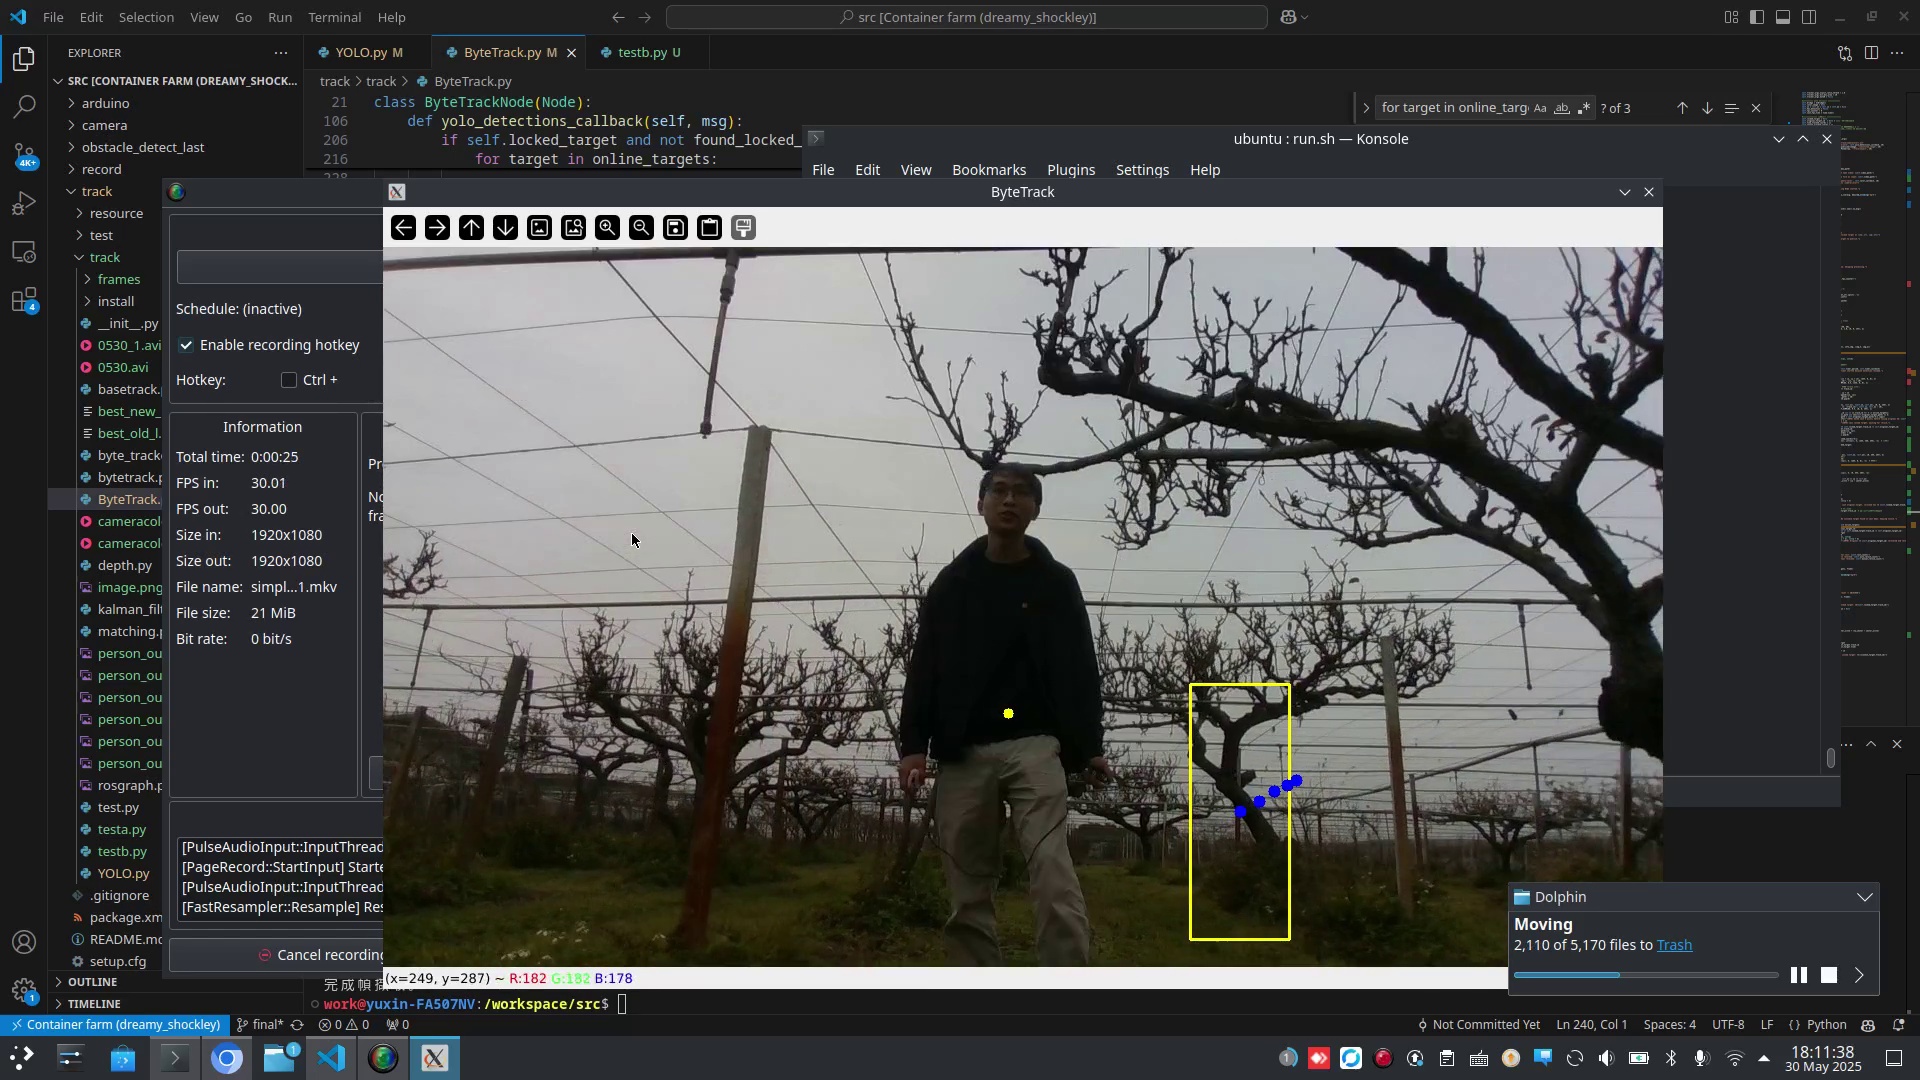 File Edit Selection View Go Run Terminal Help
src [Container farm (dreamy_shockley)]
EXPLORER
YOLO.py M
ByteTrack.py M
testb.py U
SRC [CONTAINER FARM (DREAMY_SHOCK...
track > track > ByteTrack.py
arduino
camera
obstacle_detect_last
record
track
resource
test
track
frames
install
__init__.py
0530_1.avi
0530.avi
basetrack.
best_new_
best_old_l.
byte_track
bytetrack.p
ByteTrack.
cameracol
cameracol
depth.py
image.png
kalman_filt
matching.p
person_ou
person_ou
person_ou
person_ou
person_ou
person_ou
rosgraph.p
test.py
testa.py
testb.py
YOLO.py
.gitignore
package.xm
README.md
setup.cfg
OUTLINE
TIMELINE
4K+
4
1
21 class ByteTrackNode(Node):
106 def yolo_detections_callback(self, msg):
206 if self.locked_target and not found_locked_
216 for target in online_targets:
for target in online_targ
Aa ab .*
? of 3
ubuntu : run.sh — Konsole
File Edit View Bookmarks Plugins Settings Help
ByteTrack
Schedule: (inactive)
Enable recording hotkey
Hotkey: Ctrl +
Information
Total time: 0:00:25
FPS in: 30.01
FPS out: 30.00
Size in: 1920x1080
Size out: 1920x1080
File name: simpl...1.mkv
File size: 21 MiB
Bit rate: 0 bit/s
Pr
No
fra
[PulseAudioInput::InputThread
[PageRecord::StartInput] Starte
[PulseAudioInput::InputThread
[FastResampler::Resample] Res
Cancel recording
(x=249, y=287) ~ R:182 G:182 B:178
work@yuxin-FA507NV:/workspace/src$
Dolphin
Moving
2,110 of 5,170 files to Trash
Container farm (dreamy_shockley)
final*
0 0
0
Not Committed Yet
Ln 240, Col 1
Spaces: 4
UTF-8
LF
{} Python
1
1
18:11:38
30 May 2025